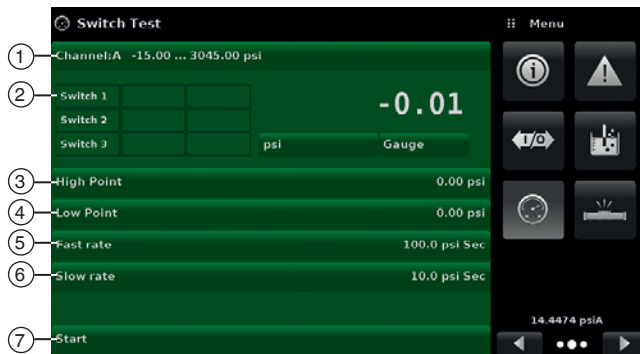 Switch Test
Menu
1 Channel:A -15.00 ... 3045.00 psi
2 Switch 1
-0.01
Switch 2
Switch 3
psi
Gauge
I/O
3 High Point 0.00 psi
4 Low Point 0.00 psi
5 Fast rate 100.0 psi Sec
6 Slow rate 10.0 psi Sec
14.4474 psiA
7 Start